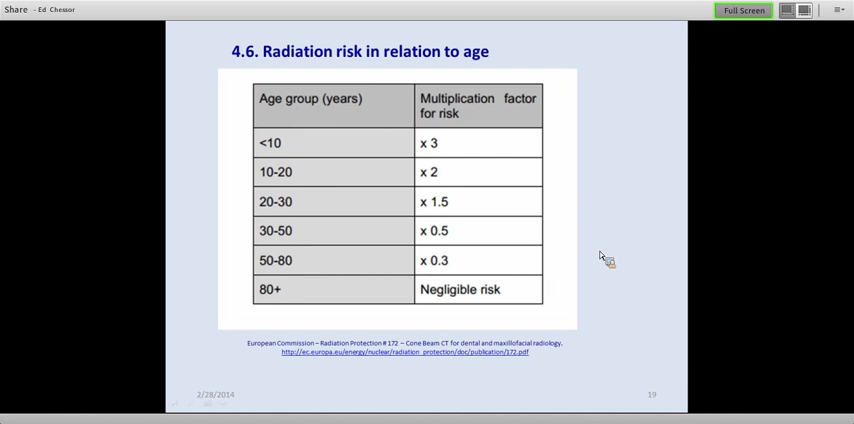 Share - Ed Chessor
Full Screen
4.6. Radiation risk in relation to age
Age group (years) Multiplication factor
for risk
<10 x 3
10-20 x 2
20-30 x 1.5
30-50 x 0.5
50-80 x 0.3
80+ Negligible risk
European Commission – Radiation Protection # 172 – Cone Beam CT for dental and maxillofacial radiology.
http://ec.europa.eu/energy/nuclear/radiation_protection/doc/publication/172.pdf
2/28/2014 19